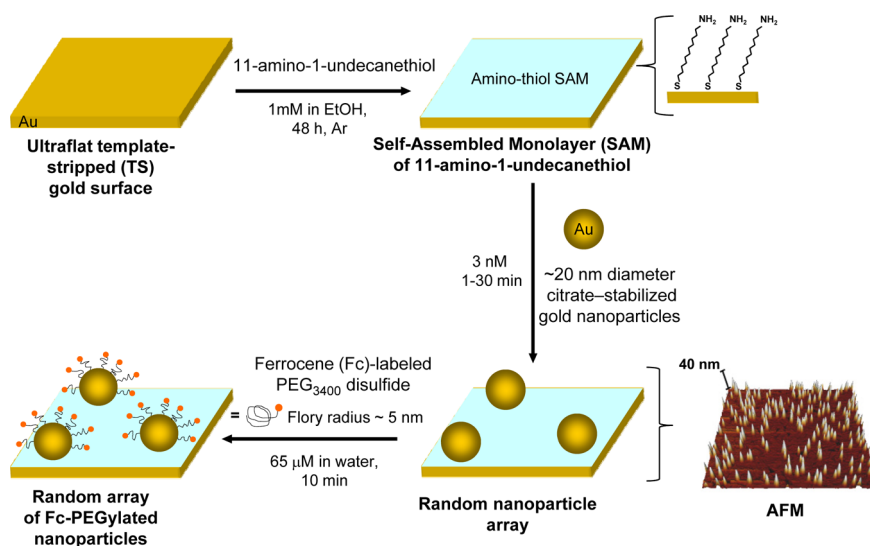 Au
Ultraflat template-
stripped (TS)
gold surface
11-amino-1-undecanethiol
1mM in EtOH,
48 h, Ar
Amino-thiol SAM
Self-Assembled Monolayer (SAM)
of 11-amino-1-undecanethiol
NH2 NH2 NH2
S S S
3 nM
1-30 min
Au
~20 nm diameter
citrate–stabilized
gold nanoparticles
40 nm
AFM
Random nanoparticle
array
Ferrocene (Fc)-labeled
PEG3400 disulfide
= Flory radius ~ 5 nm
65 μM in water,
10 min
Random array
of Fc-PEGylated
nanoparticles